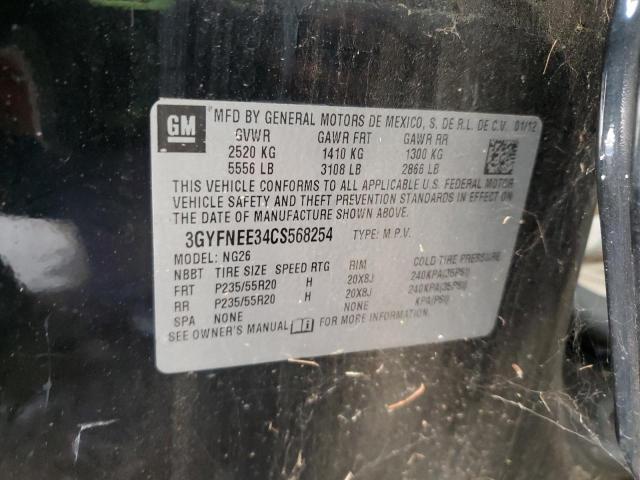 GM
MFD BY GENERAL MOTORS DE MEXICO, S. DE R.L. DE C.V. 01/12
GVWR GAWR FRT GAWR RR
2520 KG 1410 KG 1300 KG
5556 LB 3108 LB 2866 LB
THIS VEHICLE CONFORMS TO ALL APPLICABLE U.S. FEDERAL MOTOR
VEHICLE SAFETY AND THEFT PREVENTION STANDARDS IN EFFECT ON
THE DATE OF MANUFACTURE SHOWN ABOVE.
3GYFNEE34CS568254 TYPE: M.P.V.
MODEL: NG26
NBBT TIRE SIZE SPEED RTG RIM COLD TIRE PRESSURE
FRT P235/55R20 H 20X8J 240KPA(35PSI)
RR P235/55R20 H 20X8J 240KPA(35PSI)
SPA NONE NONE KPA(PSI)
SEE OWNER'S MANUAL FOR MORE INFORMATION.